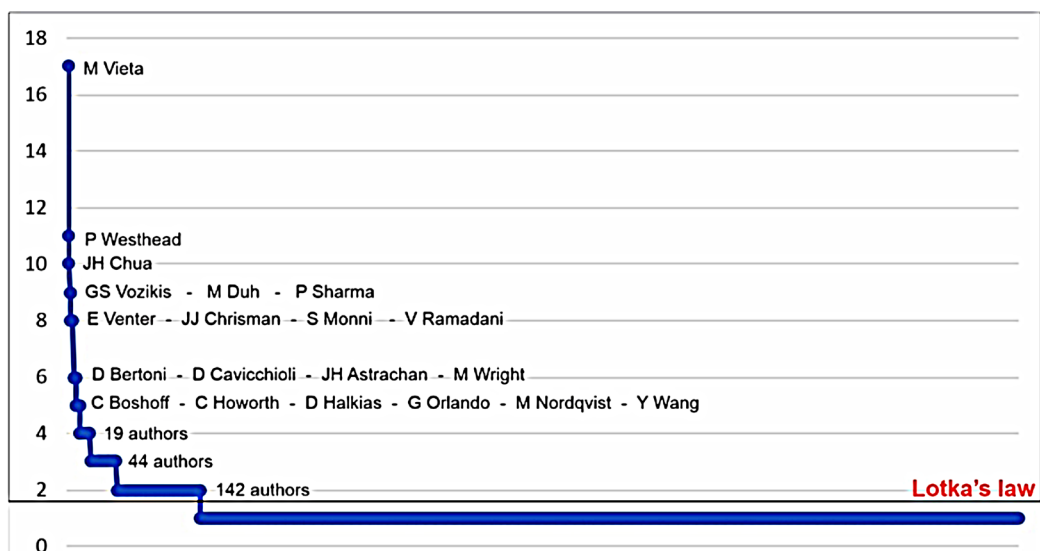 18
M Vieta
16
14
12
P Westhead
10 JH Chua
GS Vozikis - M Duh - P Sharma
8 E Venter - JJ Chrisman - S Monni - V Ramadani
6 D Bertoni - D Cavicchioli - JH Astrachan - M Wright
C Boshoff - C Howorth - D Halkias - G Orlando - M Nordqvist - Y Wang
4 19 authors
44 authors
2 142 authors Lotka's law
0